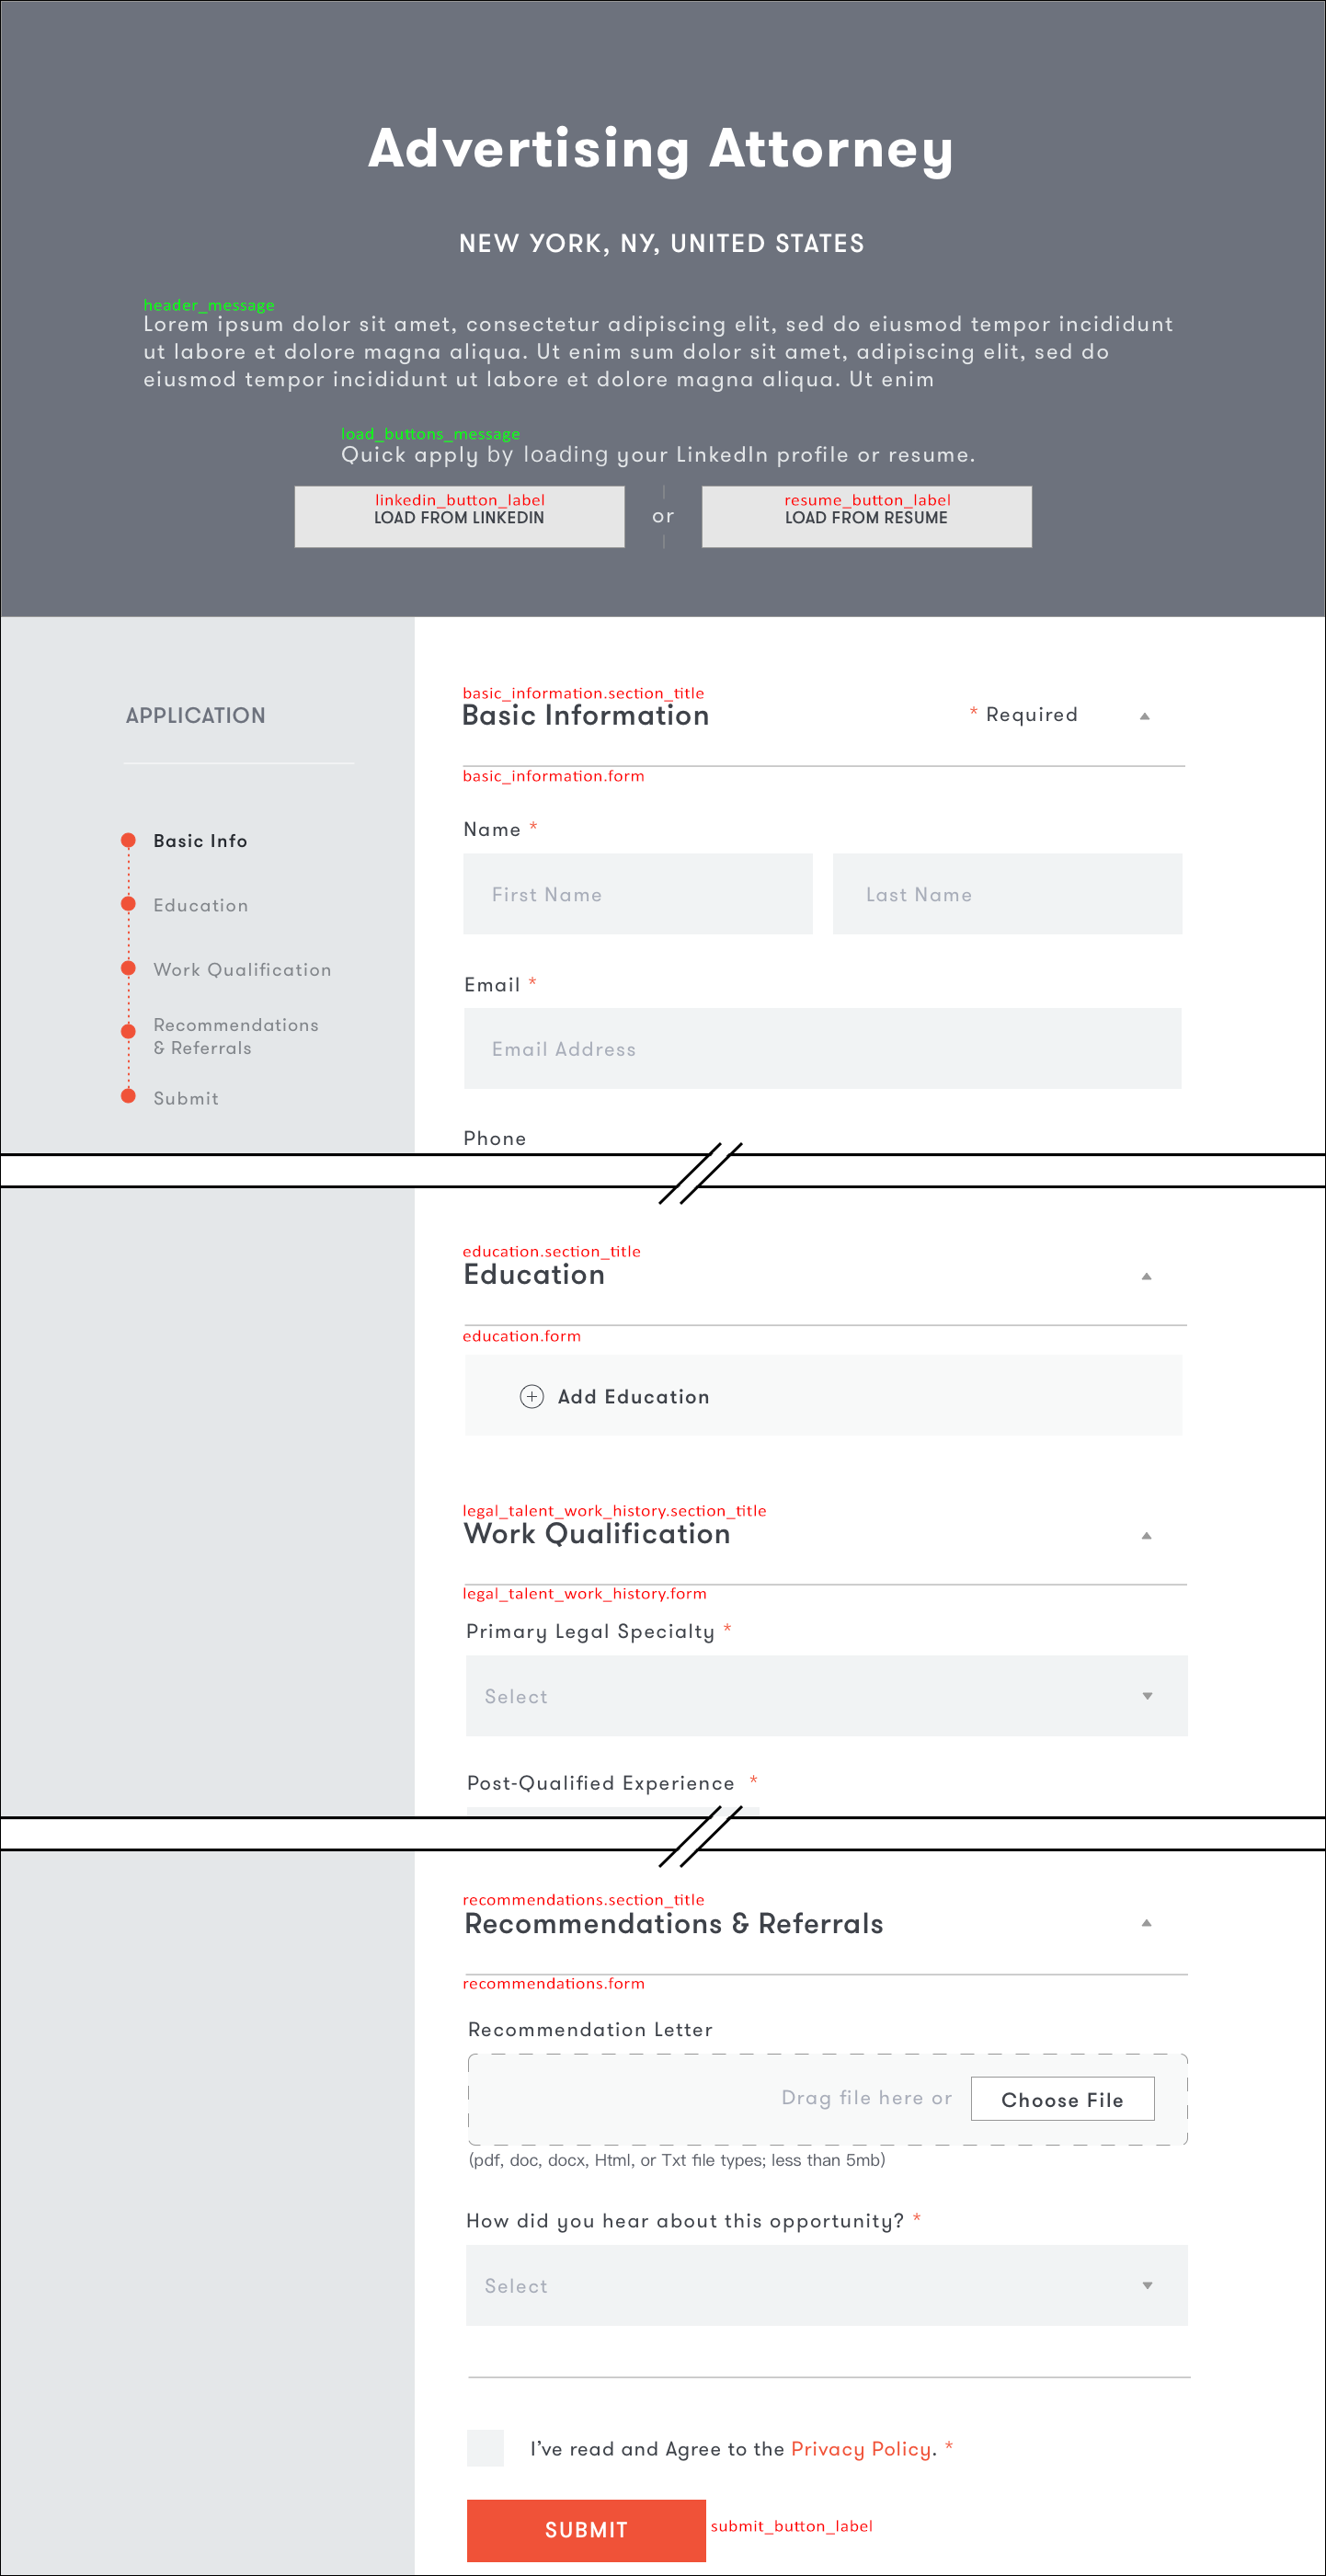 Advertising Attorney
NEW YORK, NY, UNITED STATES
header_message
Lorem ipsum dolor sit amet, consectetur adipiscing elit, sed do eiusmod tempor incididunt
ut labore et dolore magna aliqua. Ut enim sum dolor sit amet, adipiscing elit, sed do
eiusmod tempor incididunt ut labore et dolore magna aliqua. Ut enim
load_buttons_message
Quick apply by loading your LinkedIn profile or resume.
linkedin_button_label
LOAD FROM LINKEDIN
or
resume_button_label
LOAD FROM RESUME
APPLICATION
Basic Info
Education
Work Qualification
Recommendations
& Referrals
Submit
basic_information.section_title
Basic Information
* Required
basic_information.form
Name *
First Name
Last Name
Email *
Email Address
Phone
education.section_title
Education
education.form
Add Education
legal_talent_work_history.section_title
Work Qualification
legal_talent_work_history.form
Primary Legal Specialty *
Select
Post-Qualified Experience *
recommendations.section_title
Recommendations & Referrals
recommendations.form
Recommendation Letter
Drag file here or
Choose File
(pdf, doc, docx, Html, or Txt file types; less than 5mb)
How did you hear about this opportunity? *
Select
I've read and Agree to the Privacy Policy. *
SUBMIT
submit_button_label